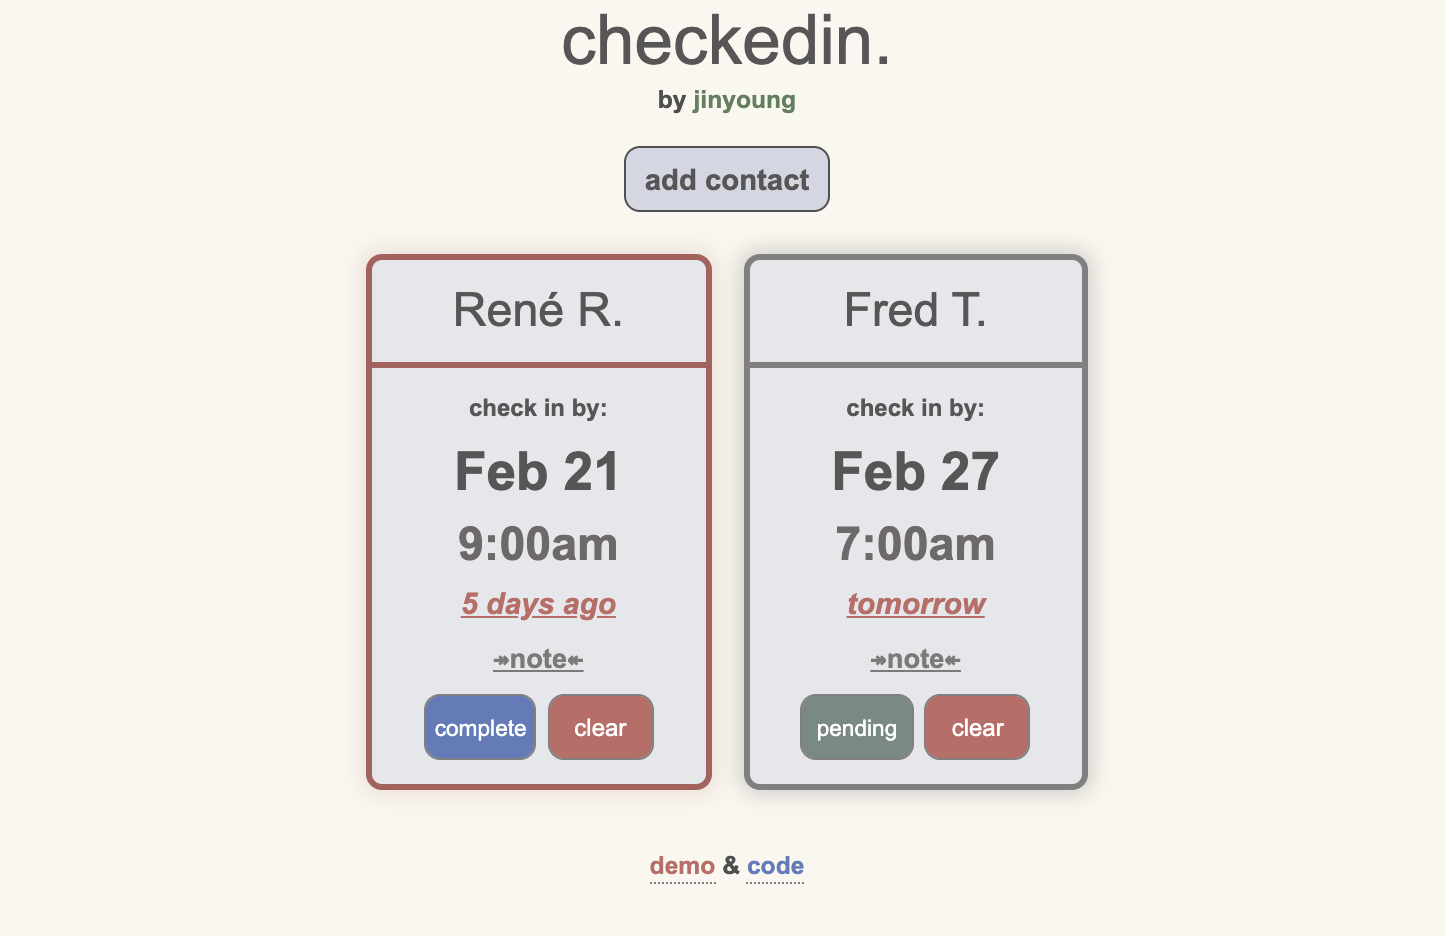 checkedin.
by jinyoung
add contact
René R.
check in by:
Feb 21
9:00am
5 days ago
↠note↞
complete clear
Fred T.
check in by:
Feb 27
7:00am
tomorrow
↠note↞
pending clear
demo & code